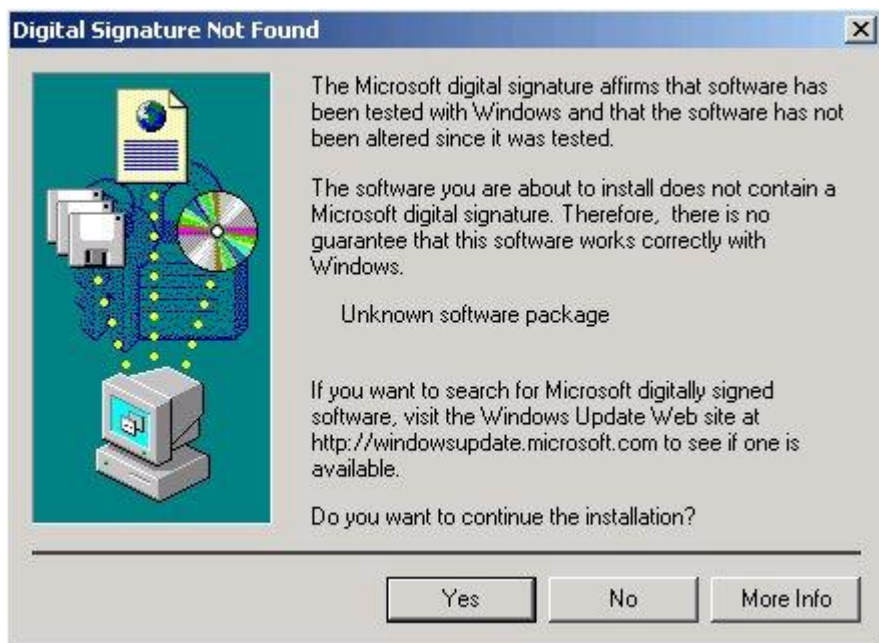 Digital Signature Not Found
The Microsoft digital signature affirms that software has
been tested with Windows and that the software has not
been altered since it was tested.
The software you are about to install does not contain a
Microsoft digital signature. Therefore,  there is no
guarantee that this software works correctly with
Windows.
Unknown software package
If you want to search for Microsoft digitally signed
software, visit the Windows Update Web site at
http://windowsupdate.microsoft.com to see if one is
available.
Do you want to continue the installation?
Yes
No
More Info